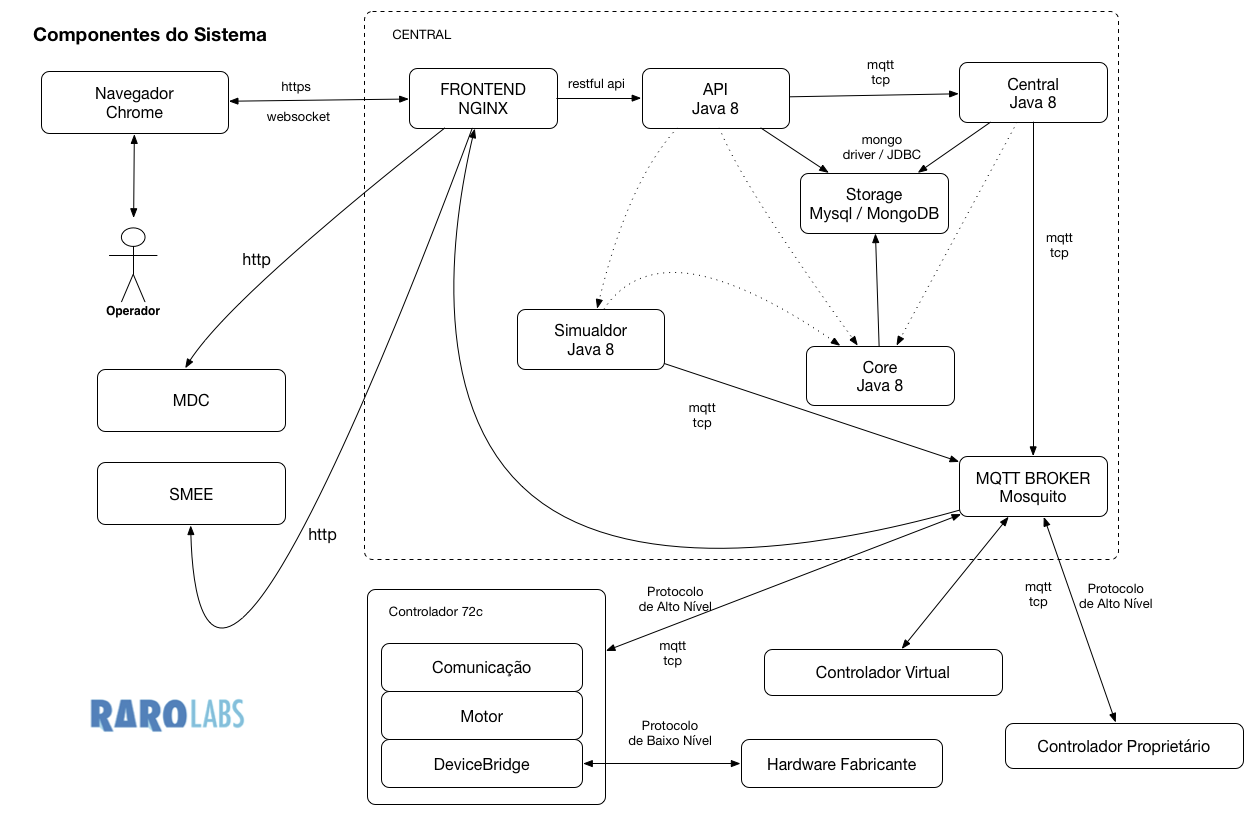 Componentes do Sistema
CENTRAL
Navegador
Chrome
https
websocket
FRONTEND
NGINX
restful api
API
Java 8
mqtt
tcp
Central
Java 8
mongo
driver / JDBC
Storage
Mysql / MongoDB
mqtt
tcp
http
Operador
Simualdor
Java 8
Core
Java 8
MDC
mqtt
tcp
SMEE
http
MQTT BROKER
Mosquito
Controlador 72c
Protocolo
de Alto Nível
mqtt
tcp
mqtt
tcp
Protocolo
de Alto Nível
Comunicação
Motor
DeviceBridge
Controlador Virtual
Protocolo
de Baixo Nível
Hardware Fabricante
Controlador Proprietário
RARO LABS